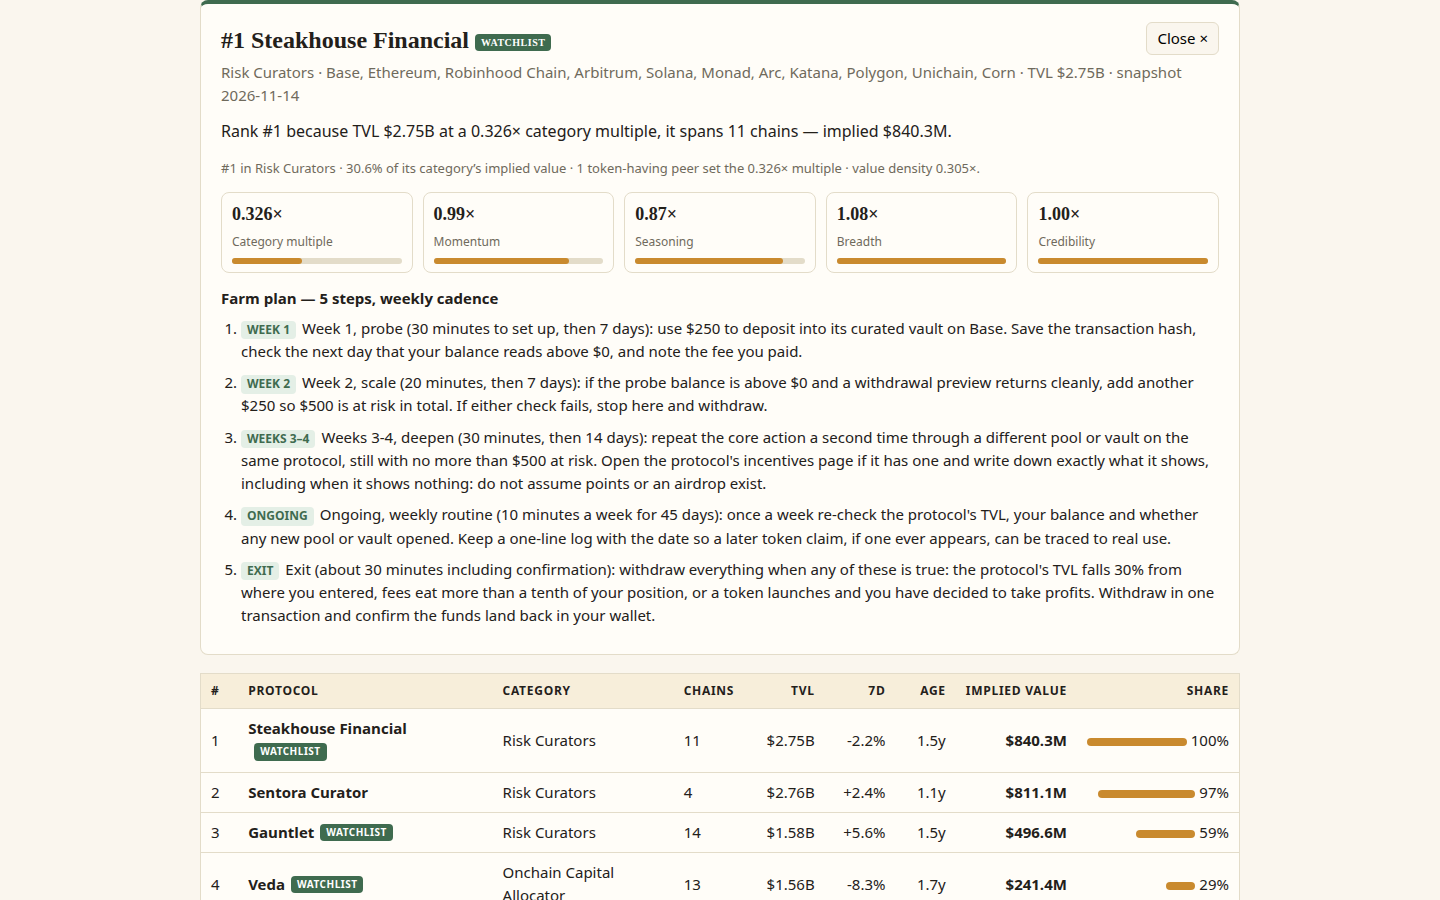 #1 Steakhouse Financial WATCHLIST
Close ×
Risk Curators · Base, Ethereum, Robinhood Chain, Arbitrum, Solana, Monad, Arc, Katana, Polygon, Unichain, Corn · TVL $2.75B · snapshot
2026-11-14
Rank #1 because TVL $2.75B at a 0.326× category multiple, it spans 11 chains — implied $840.3M.
#1 in Risk Curators · 30.6% of its category’s implied value · 1 token-having peer set the 0.326× multiple · value density 0.305×.
0.326× 0.99× 0.87× 1.08× 1.00×
Category multiple Momentum Seasoning Breadth Credibility
Farm plan — 5 steps, weekly cadence
1. WEEK 1 Week 1, probe (30 minutes to set up, then 7 days): use $250 to deposit into its curated vault on Base. Save the transaction hash,
check the next day that your balance reads above $0, and note the fee you paid.
2. WEEK 2 Week 2, scale (20 minutes, then 7 days): if the probe balance is above $0 and a withdrawal preview returns cleanly, add another
$250 so $500 is at risk in total. If either check fails, stop here and withdraw.
3. WEEKS 3–4 Weeks 3-4, deepen (30 minutes, then 14 days): repeat the core action a second time through a different pool or vault on the
same protocol, still with no more than $500 at risk. Open the protocol's incentives page if it has one and write down exactly what it shows,
including when it shows nothing: do not assume points or an airdrop exist.
4. ONGOING Ongoing, weekly routine (10 minutes a week for 45 days): once a week re-check the protocol's TVL, your balance and whether
any new pool or vault opened. Keep a one-line log with the date so a later token claim, if one ever appears, can be traced to real use.
5. EXIT Exit (about 30 minutes including confirmation): withdraw everything when any of these is true: the protocol's TVL falls 30% from
where you entered, fees eat more than a tenth of your position, or a token launches and you have decided to take profits. Withdraw in one
transaction and confirm the funds land back in your wallet.
# PROTOCOL CATEGORY CHAINS TVL 7D AGE IMPLIED VALUE SHARE
1 Steakhouse Financial WATCHLIST Risk Curators 11 $2.75B -2.2% 1.5y $840.3M 100%
2 Sentora Curator Risk Curators 4 $2.76B +2.4% 1.1y $811.1M 97%
3 Gauntlet WATCHLIST Risk Curators 14 $1.58B +5.6% 1.5y $496.6M 59%
4 Veda WATCHLIST Onchain Capital Allocator 13 $1.56B -8.3% 1.7y $241.4M 29%